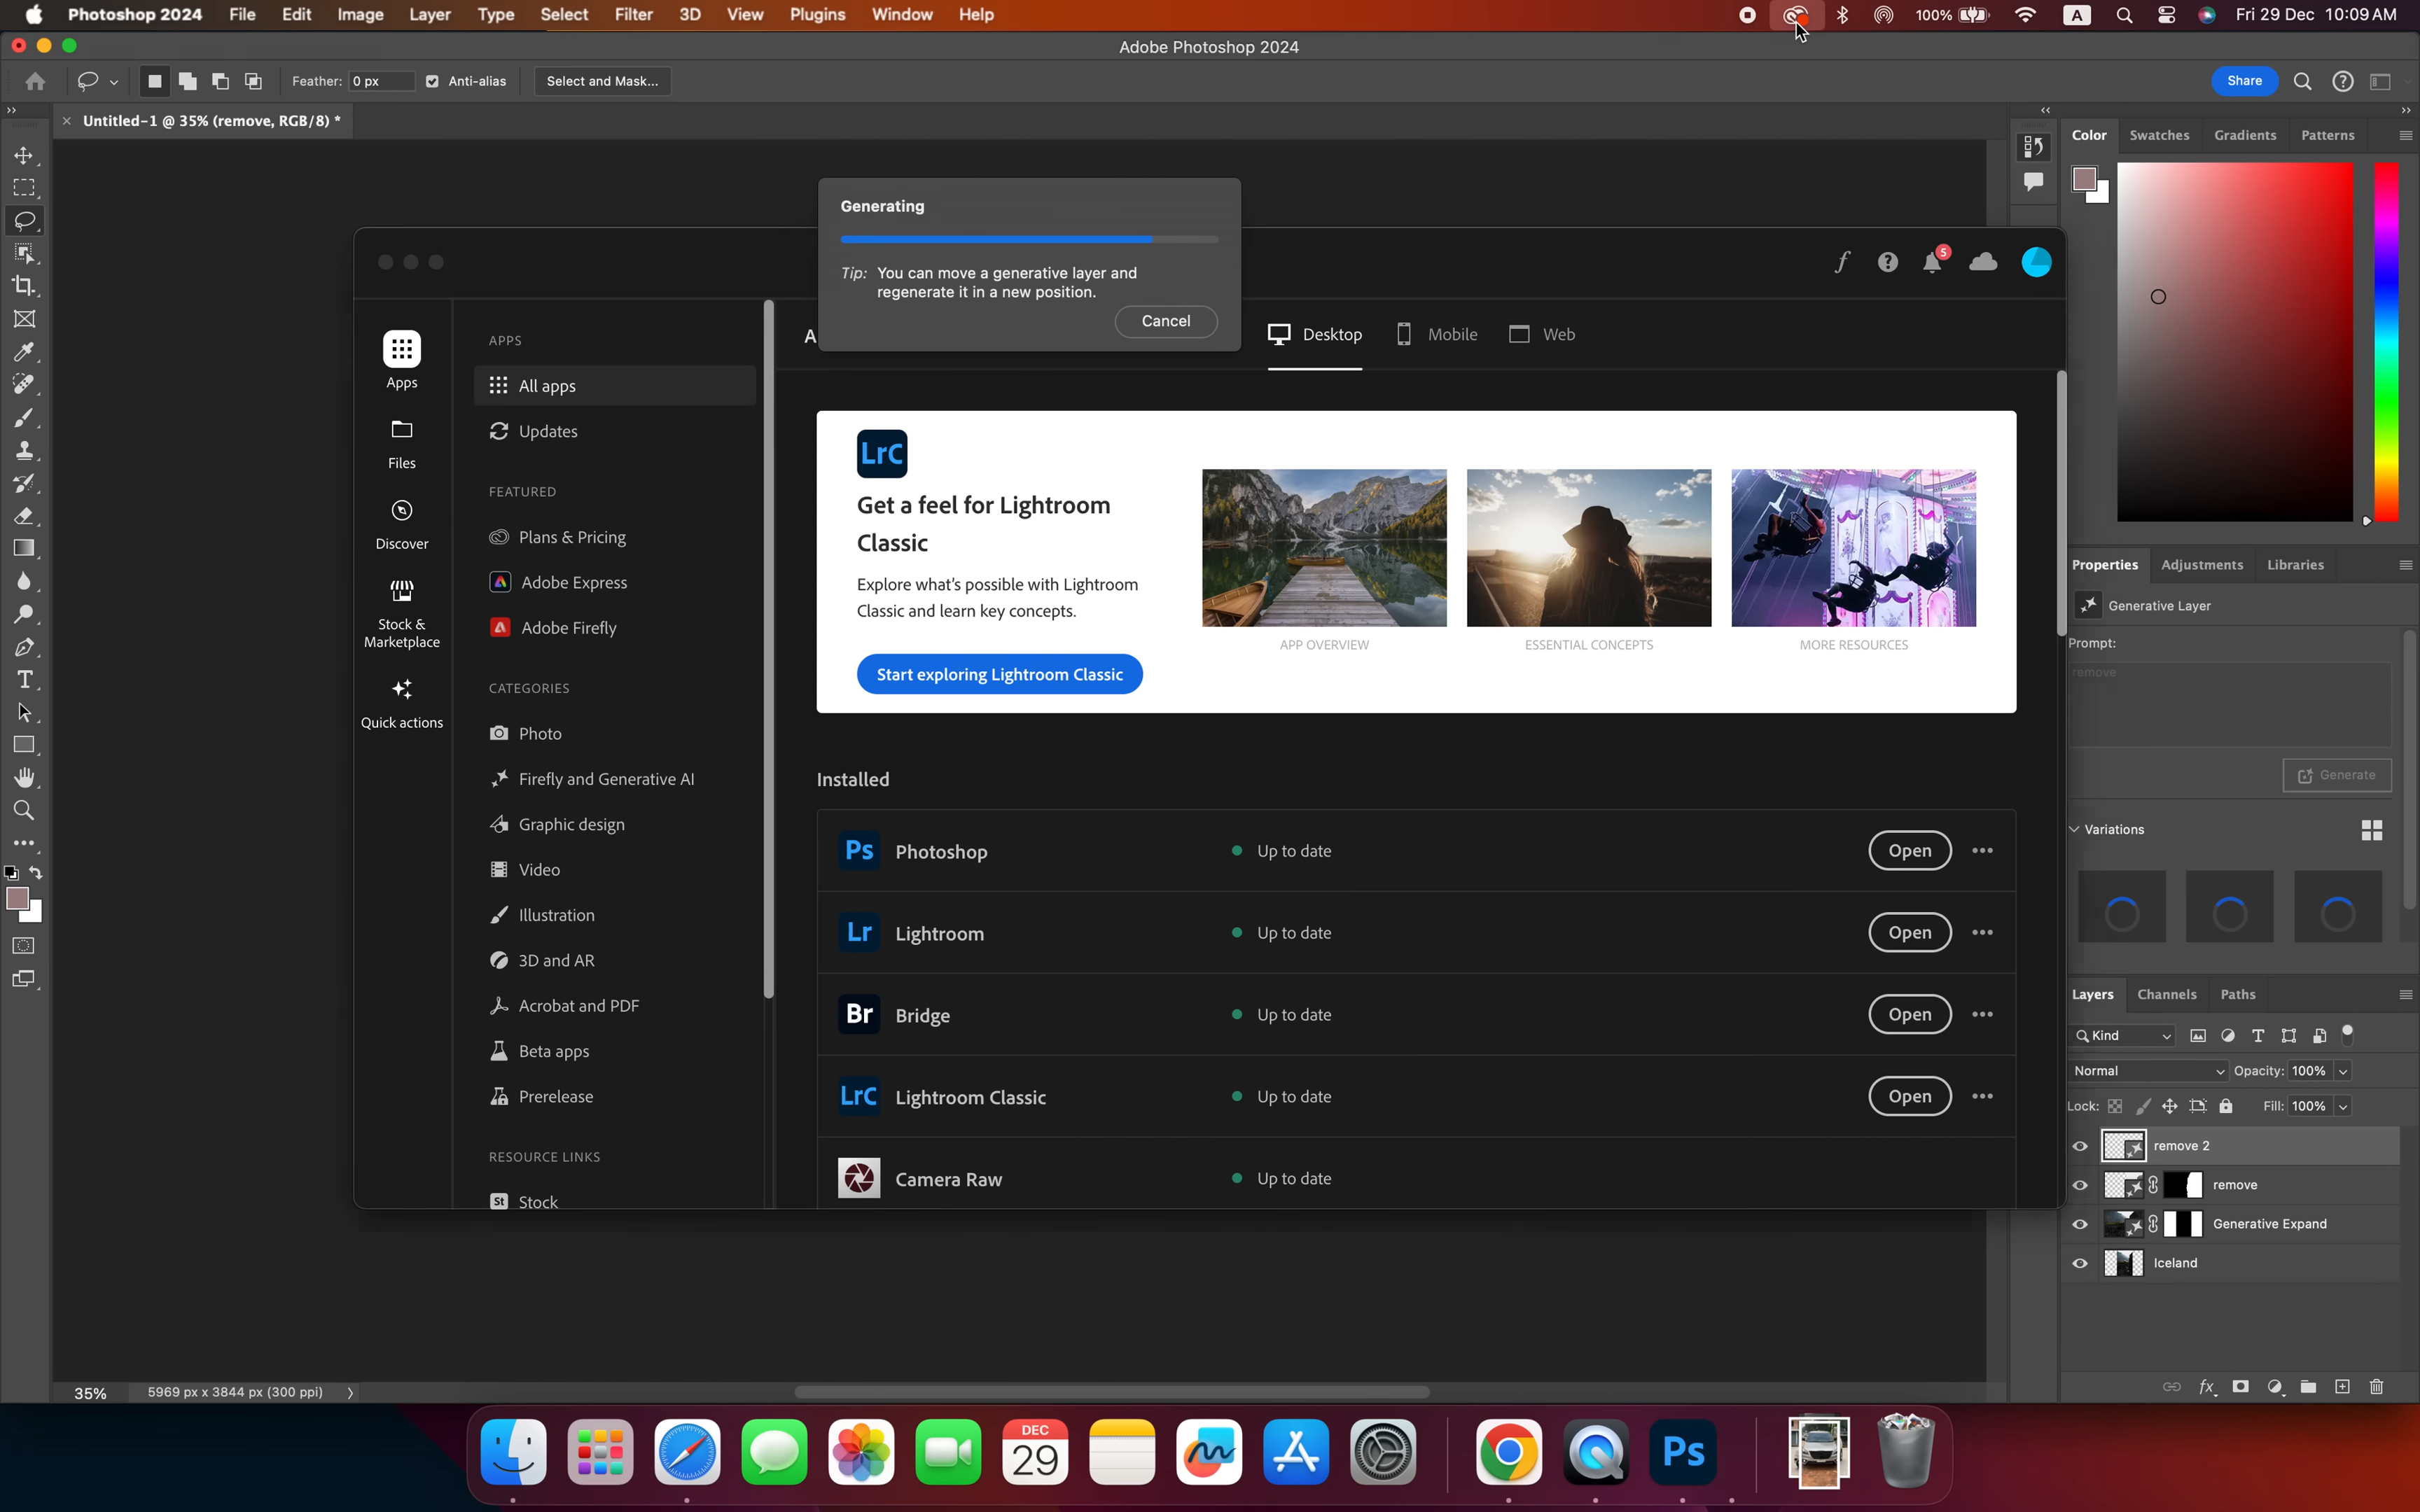 Photoshop 2024 File Edit Image Layer Type Select Filter 3D View Plugins Window Help 100% A Fri 29 Dec 10:09 AM
Adobe Photoshop 2024
Feather: 0 px Anti-alias Select and Mask... Share
Untitled-1 @ 35% (remove, RGB/8) *
Color Swatches Gradients Patterns
Generating
Tip: You can move a generative layer and
regenerate it in a new position.
Cancel
5
A
Desktop Mobile Web
Apps
Files
Discover
Stock &
Marketplace
Quick actions
APPS
All apps
Updates
FEATURED
Plans & Pricing
Adobe Express
Adobe Firefly
CATEGORIES
Photo
Firefly and Generative AI
Graphic design
Video
Illustration
3D and AR
Acrobat and PDF
Beta apps
Prerelease
RESOURCE LINKS
St Stock
LrC
Get a feel for Lightroom
Classic
Explore what's possible with Lightroom
Classic and learn key concepts.
Start exploring Lightroom Classic
APP OVERVIEW ESSENTIAL CONCEPTS MORE RESOURCES
Installed
Ps Photoshop Up to date Open
Lr Lightroom Up to date Open
Br Bridge Up to date Open
LrC Lightroom Classic Up to date Open
Camera Raw Up to date
Properties Adjustments Libraries
Generative Layer
Prompt:
remove
Generate
Variations
Layers Channels Paths
Kind
Normal Opacity: 100%
Lock: Fill: 100%
remove 2
remove
Generative Expand
Iceland
fx
35% 5969 px x 3844 px (300 ppi)
DEC
29
Ps